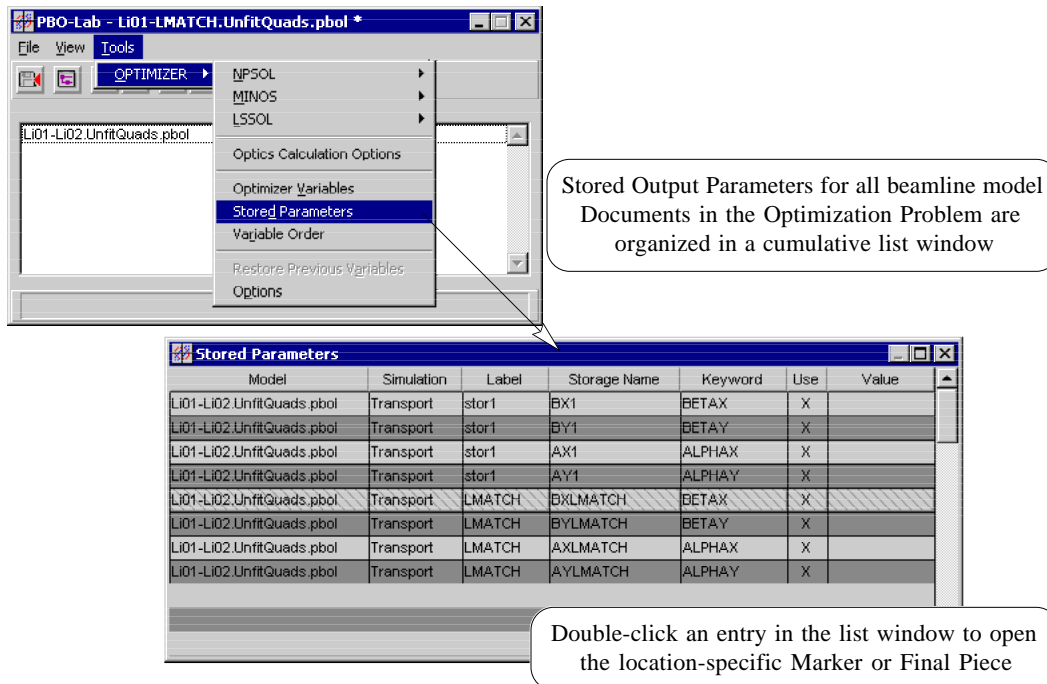 PBO-Lab - Li01-LMATCH.UnfitQuads.pbol *
File View Tools
OPTIMIZER
NPSOL
MINOS
LSSOL
Optics Calculation Options
Optimizer Variables
Stored Parameters
Variable Order
Restore Previous Variables
Options
Li01-Li02.UnfitQuads.pbol
Stored Output Parameters for all beamline model
Documents in the Optimization Problem are
organized in a cumulative list window
Stored Parameters
Model Simulation Label Storage Name Keyword Use Value
Li01-Li02.UnfitQuads.pbol Transport stor1 BX1 BETAX X
Li01-Li02.UnfitQuads.pbol Transport stor1 BY1 BETAY X
Li01-Li02.UnfitQuads.pbol Transport stor1 AX1 ALPHAX X
Li01-Li02.UnfitQuads.pbol Transport stor1 AY1 ALPHAY X
Li01-Li02.UnfitQuads.pbol Transport LMATCH BXLMATCH BETAX X
Li01-Li02.UnfitQuads.pbol Transport LMATCH BYLMATCH BETAY X
Li01-Li02.UnfitQuads.pbol Transport LMATCH AXLMATCH ALPHAX X
Li01-Li02.UnfitQuads.pbol Transport LMATCH AYLMATCH ALPHAY X
Double-click an entry in the list window to open
the location-specific Marker or Final Piece